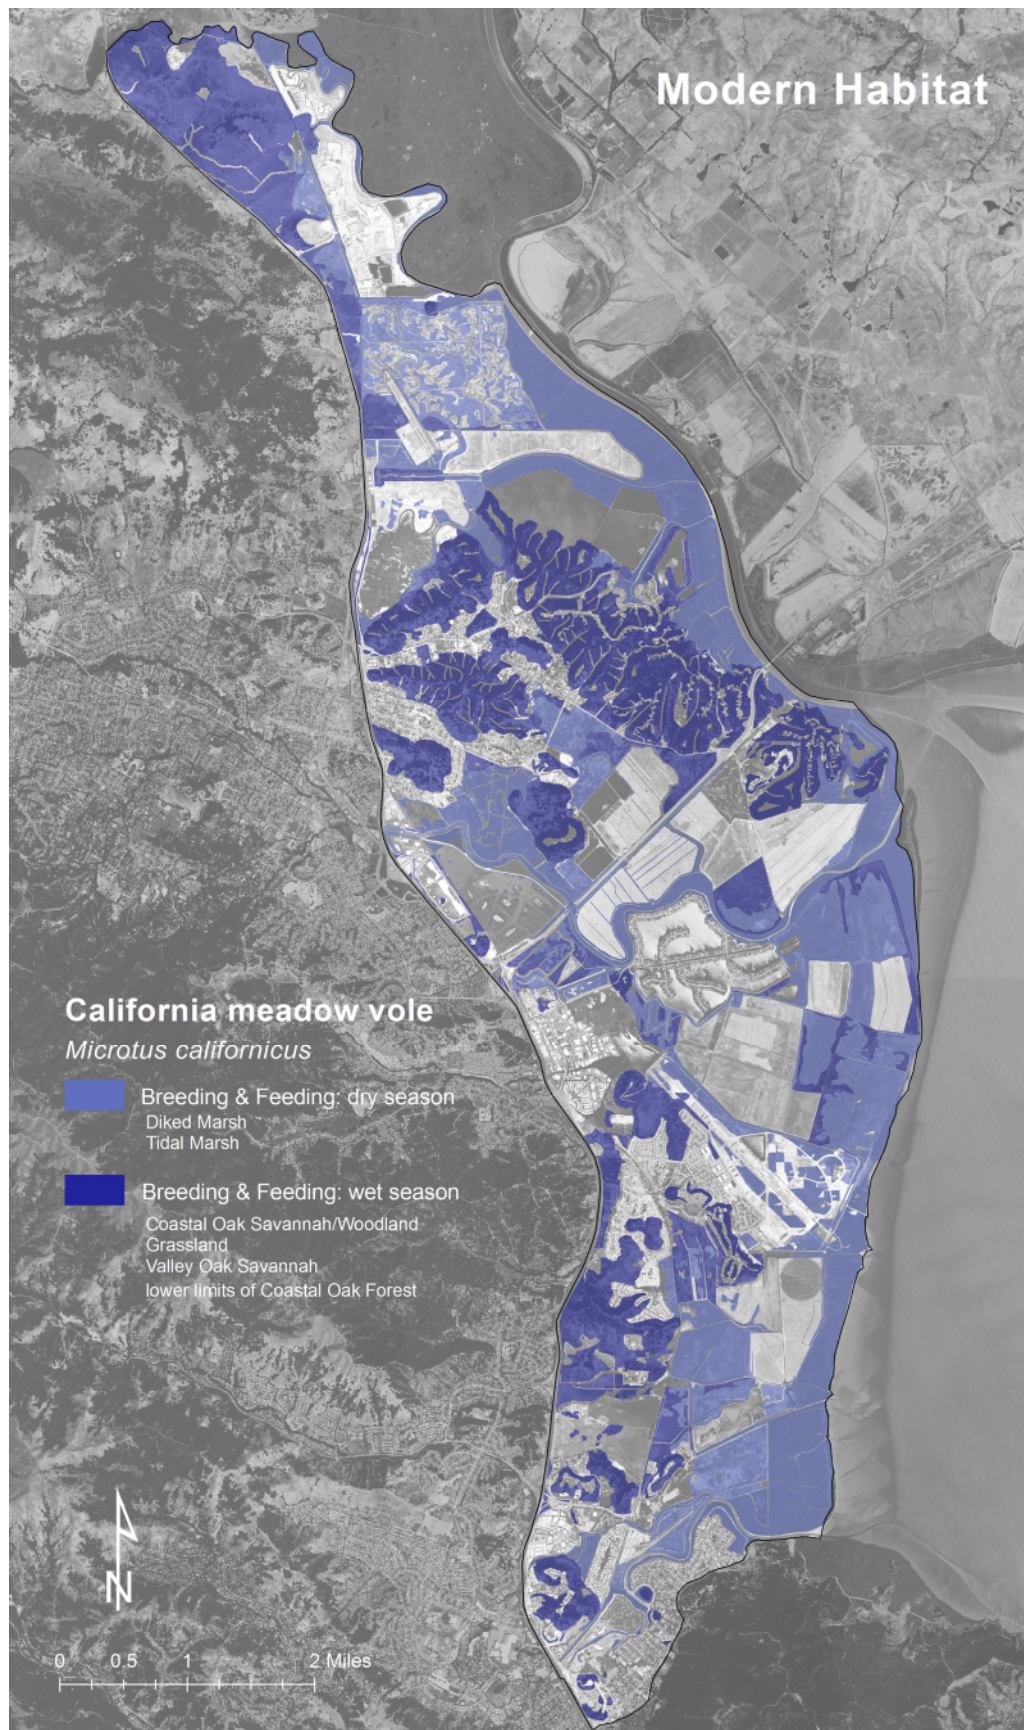 Modern Habitat
California meadow vole
Microtus californicus
Breeding & Feeding: dry season
Diked Marsh
Tidal Marsh
Breeding & Feeding: wet season
Coastal Oak Savannah/Woodland
Grassland
Valley Oak Savannah
lower limits of Coastal Oak Forest
N
0 0.5 1 2 Miles